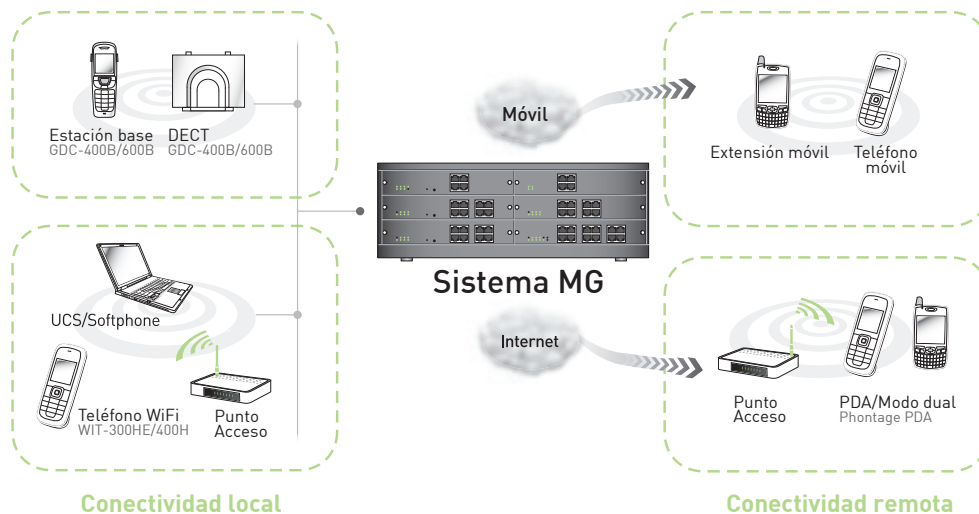 Estación base
GDC-400B/600B
DECT
GDC-400B/600B
UCS/Softphone
Teléfono WiFi
WIT-300HE/400H
Punto
Acceso
Conectividad local
Móvil
Sistema MG
Internet
Extensión móvil
Teléfono
móvil
Punto
Acceso
PDA/Modo dual
Phontage PDA
Conectividad remota